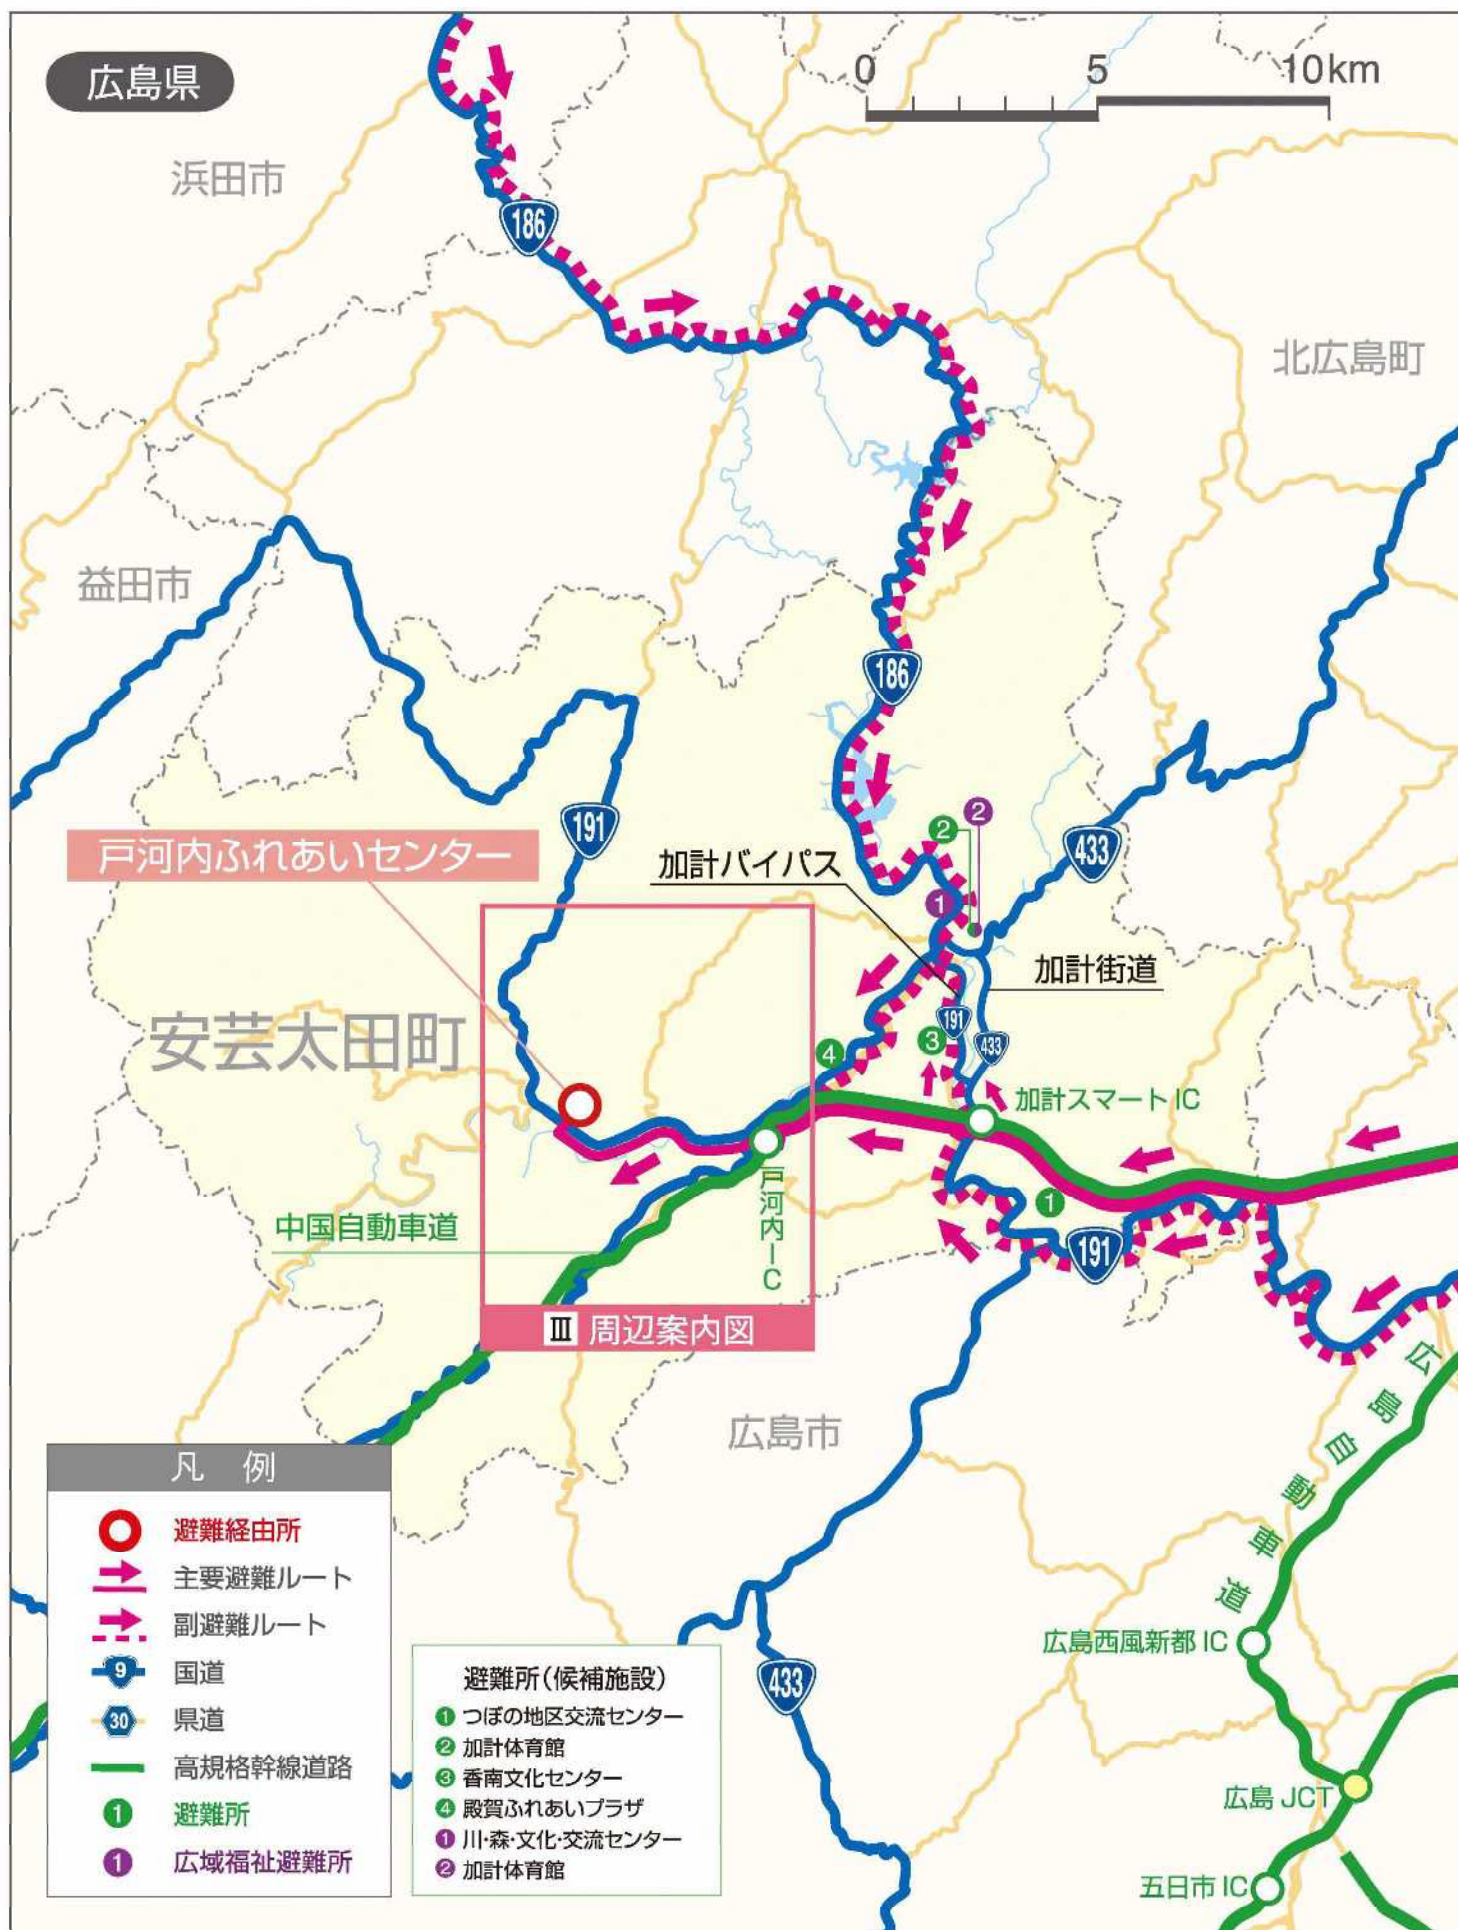 広島県
0 5 10km
浜田市
186
北広島町
益田市
186
191
433
戸河内ふれあいセンター
加計バイパス
2
2
1
加計街道
安芸太田町
191
433
3
4
加計スマートIC
戸河内IC
1
191
中国自動車道
Ⅲ 周辺案内図
広島市
広島自動車道
433
広島西風新都IC
広島JCT
五日市IC
凡例
避難経由所
主要避難ルート
副避難ルート
9 国道
30 県道
高規格幹線道路
1 避難所
1 広域福祉避難所
避難所(候補施設)
1 つぼの地区交流センター
2 加計体育館
3 香南文化センター
4 殿賀ふれあいプラザ
1 川・森・文化・交流センター
2 加計体育館